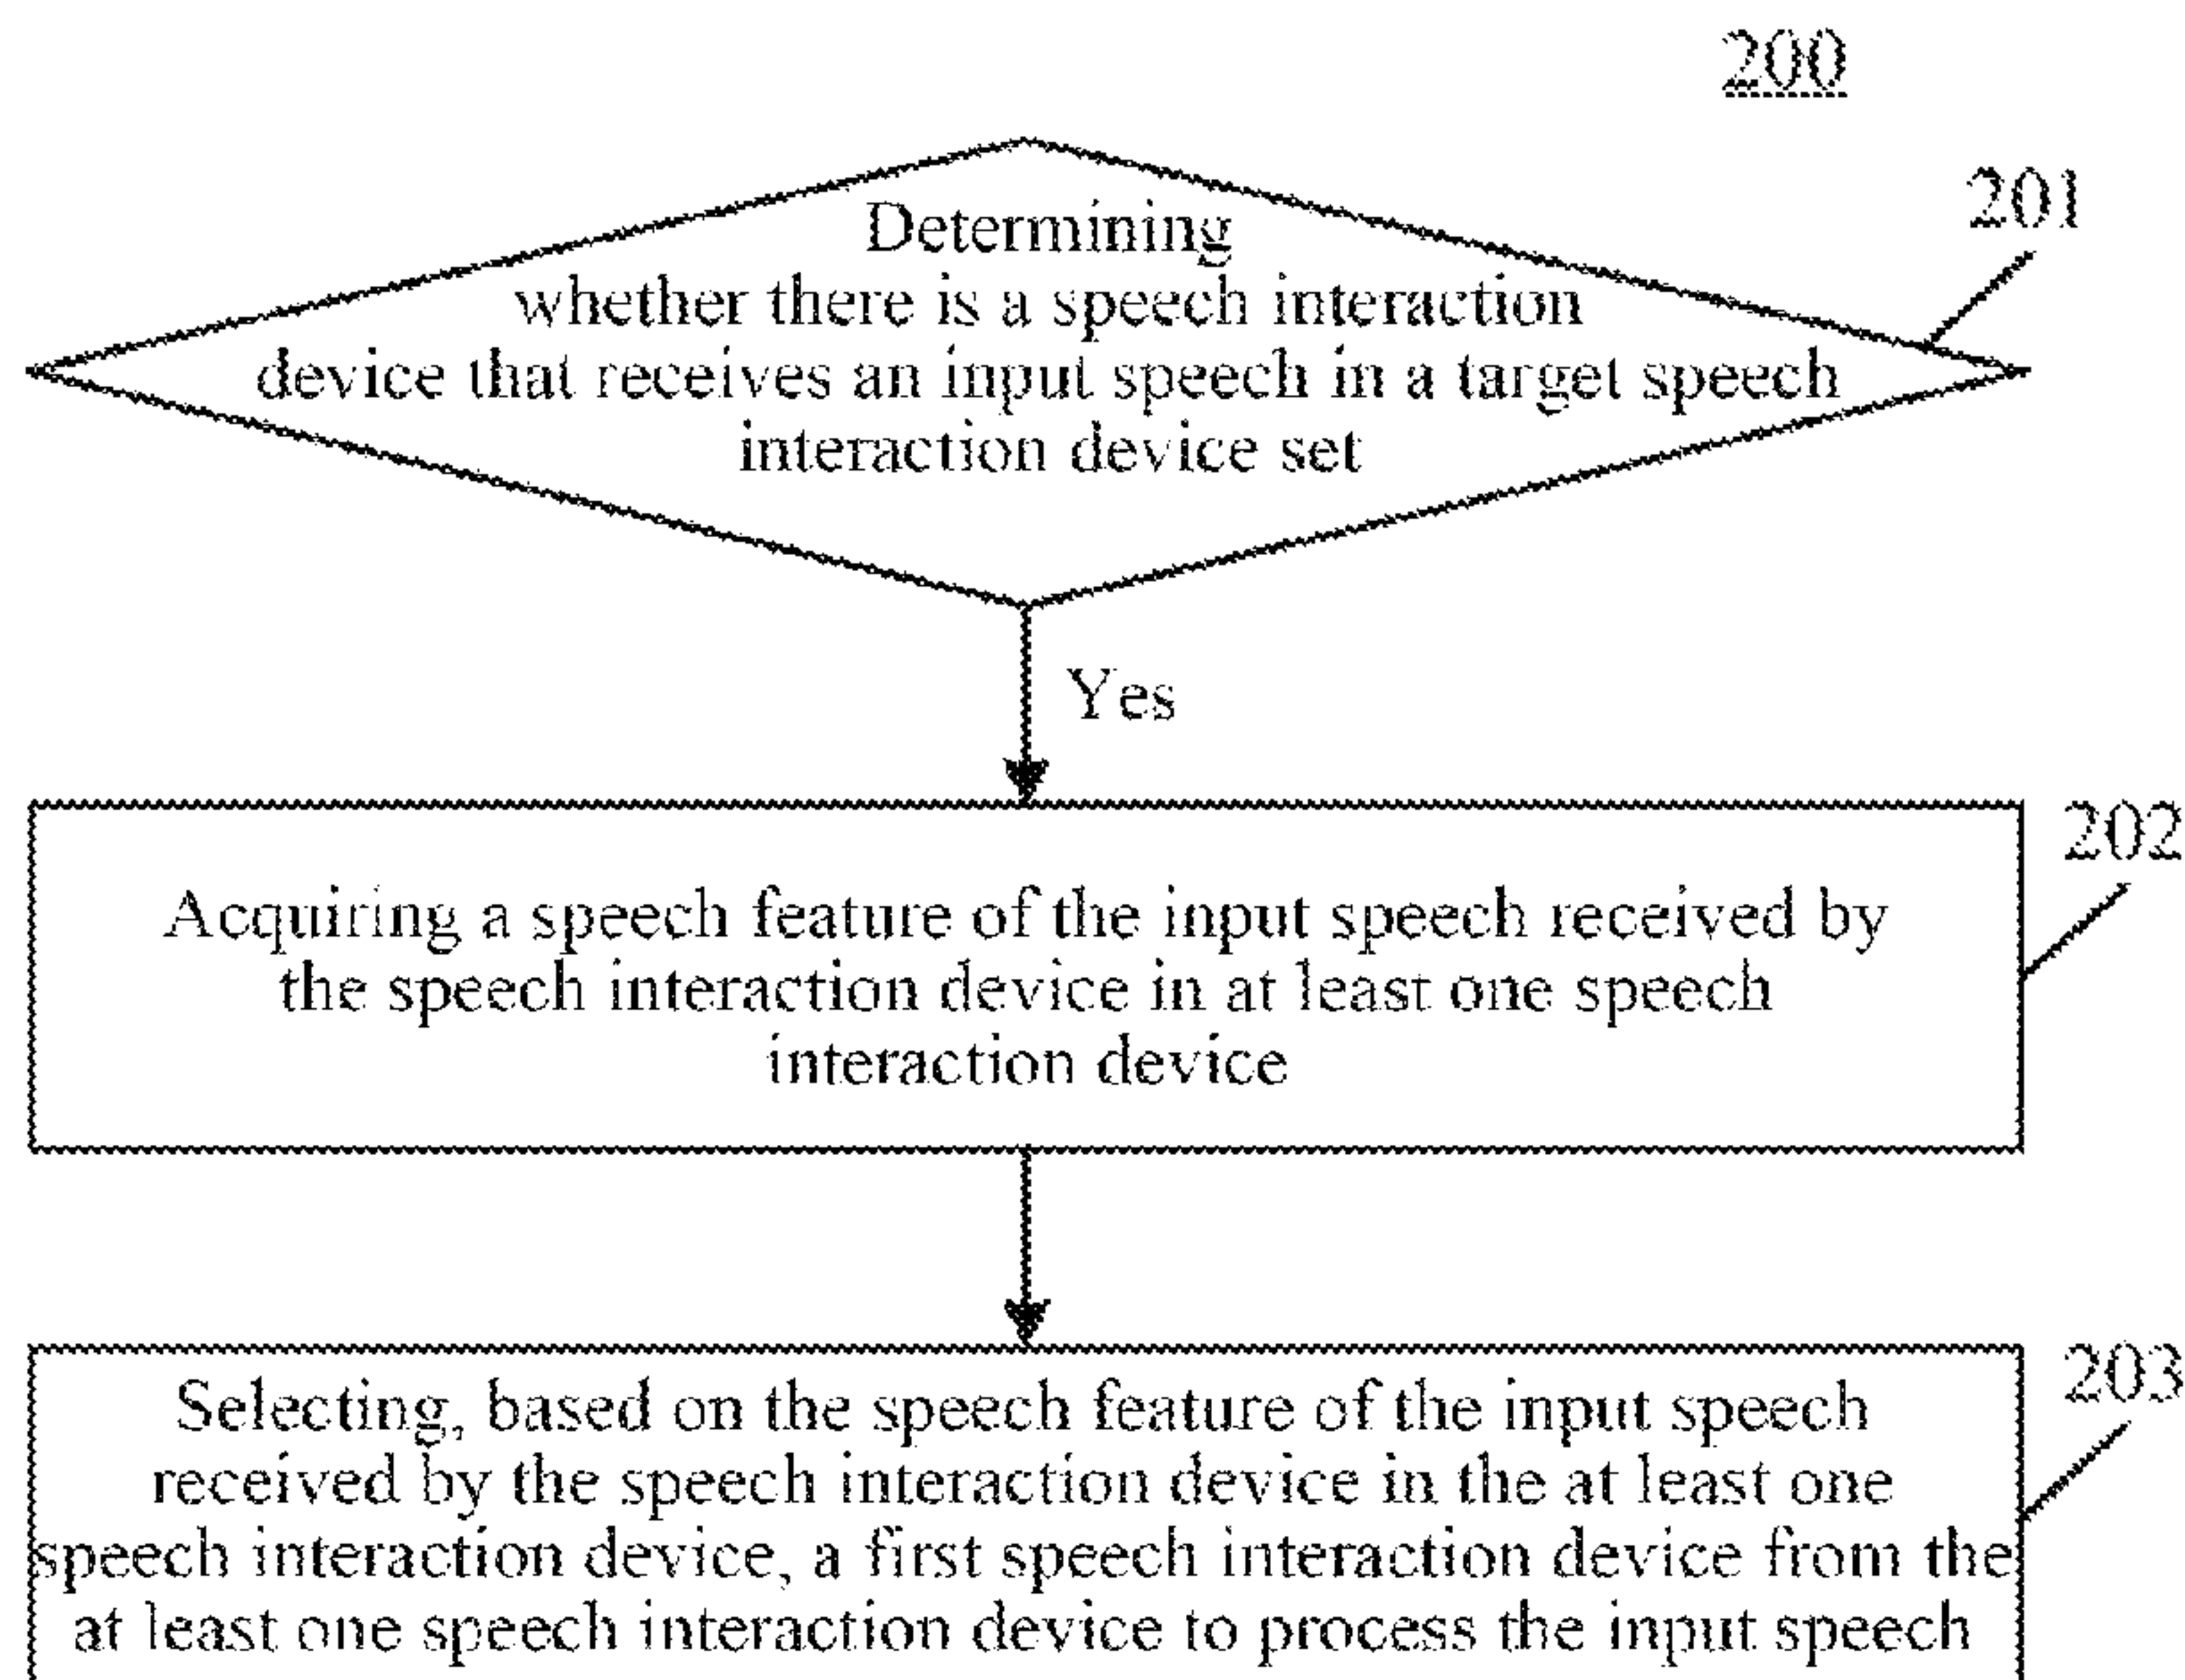 200
201
Determining
whether there is a speech interaction
device that receives an input speech in a target speech
interaction device set
Yes
202
Acquiring a speech feature of the input speech received by
the speech interaction device in at least one speech
interaction device
203
Selecting, based on the speech feature of the input speech
received by the speech interaction device in the at least one
speech interaction device, a first speech interaction device from the
at least one speech interaction device to process the input speech